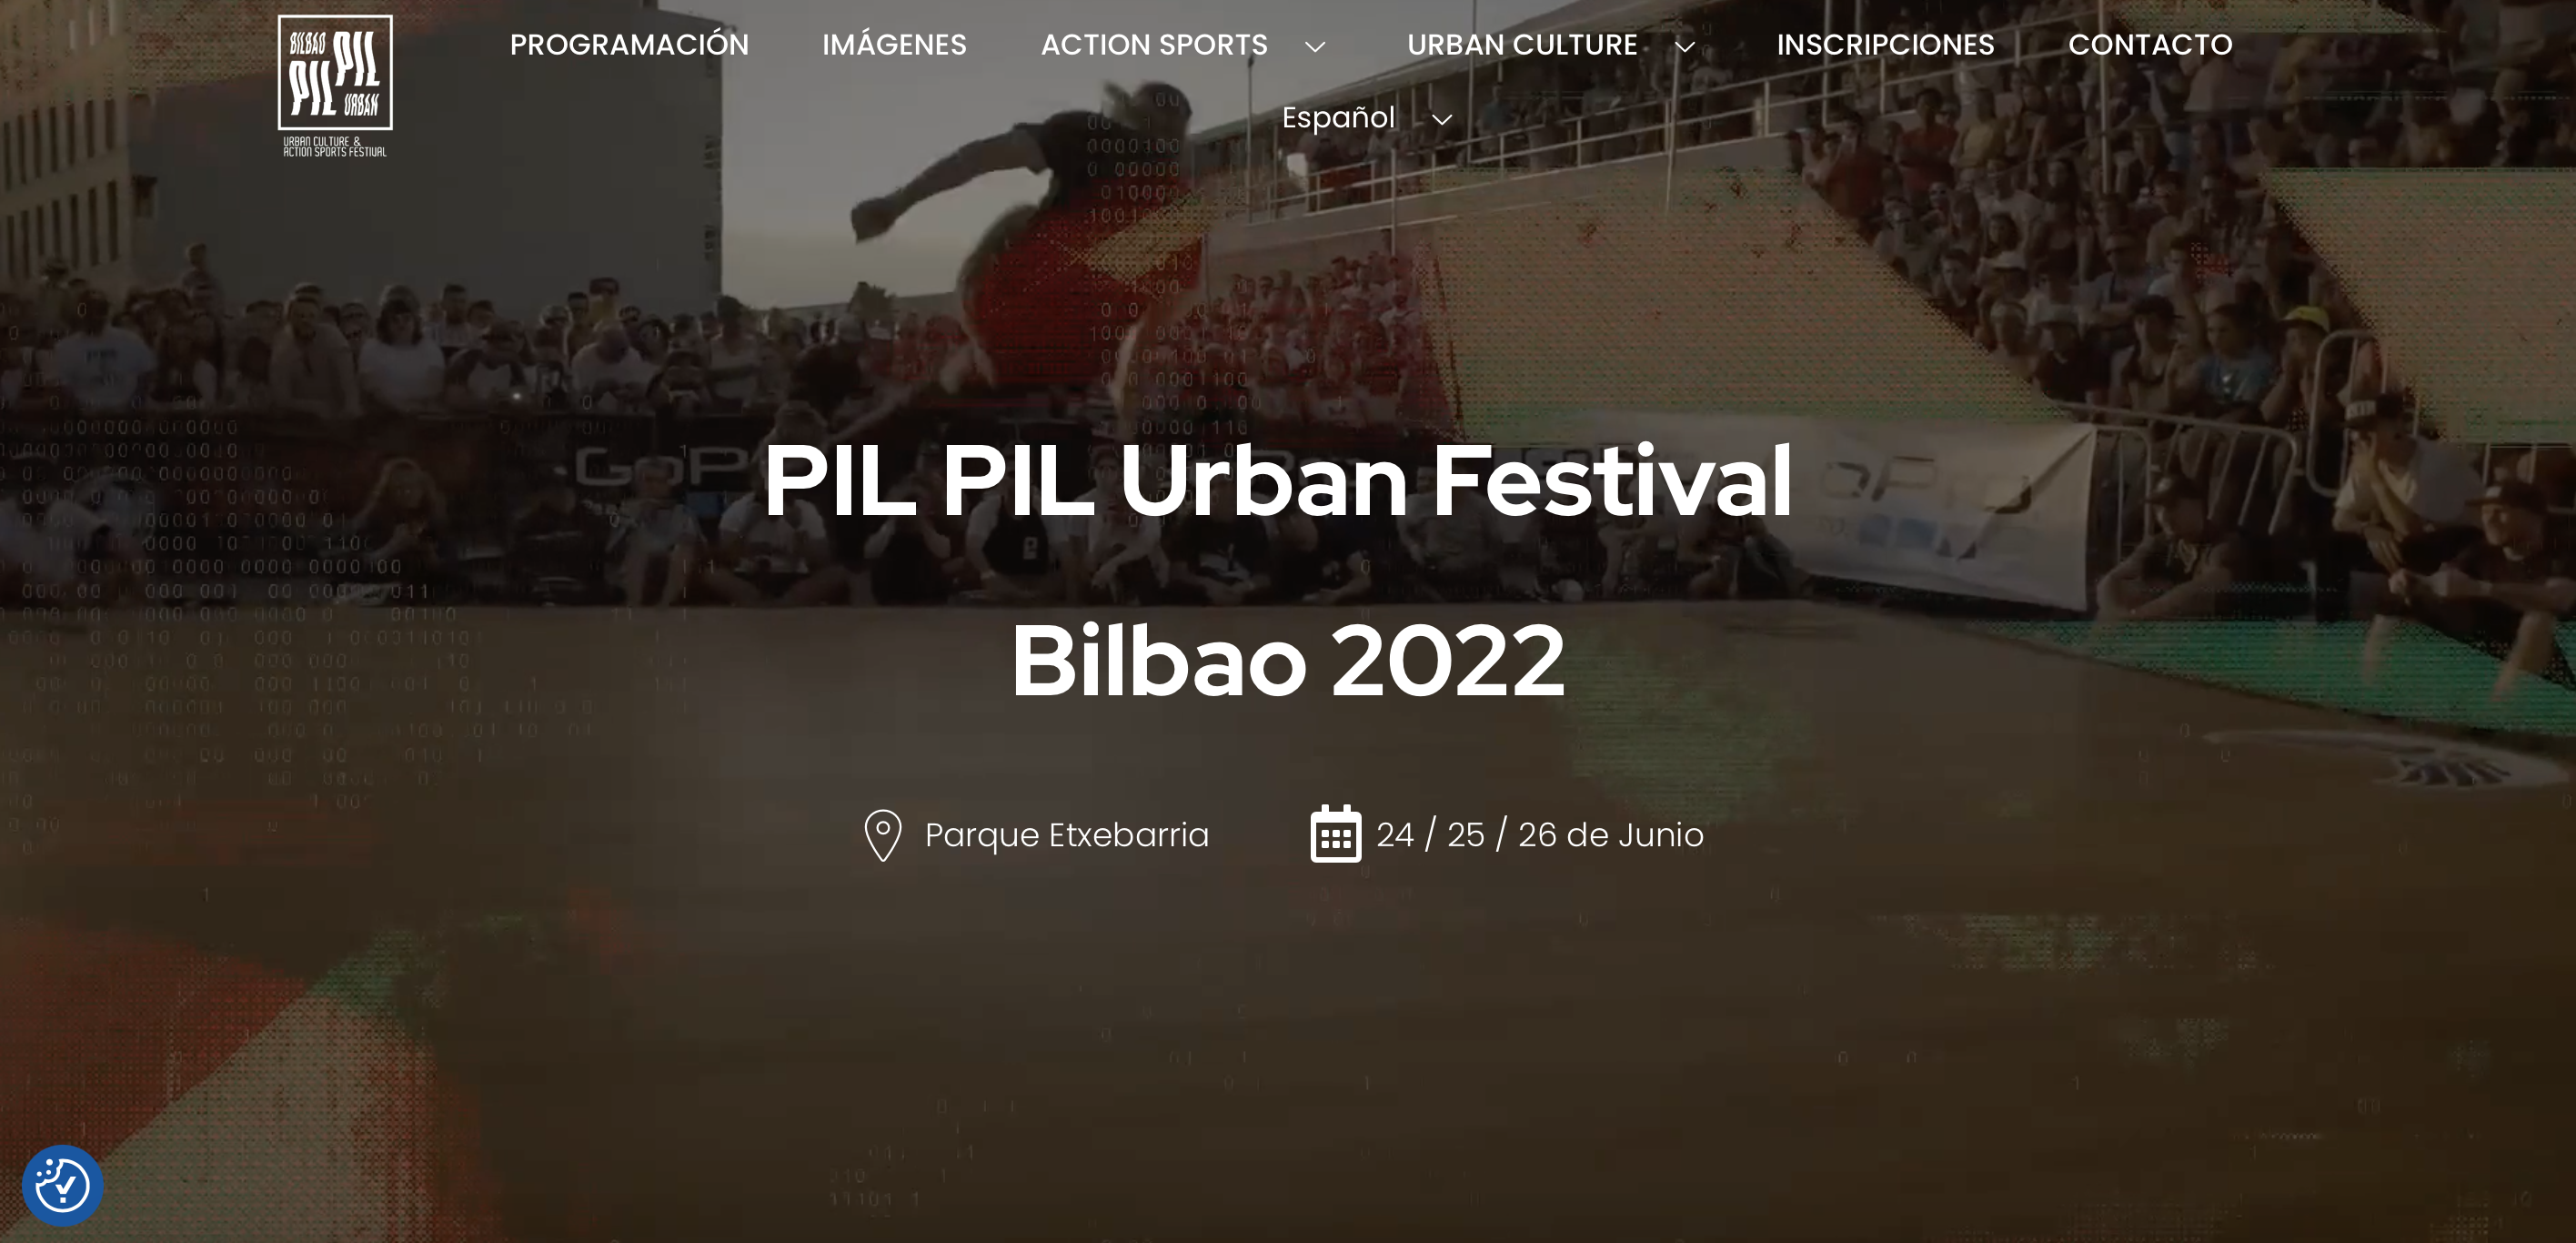 BILBAO
PIL PIL
URBAN
URBAN CULTURE &
ACTION SPORTS FESTIVAL
PROGRAMACIÓN IMÁGENES ACTION SPORTS URBAN CULTURE INSCRIPCIONES CONTACTO
Español
PIL PIL Urban Festival
Bilbao 2022
Parque Etxebarria 24 / 25 / 26 de Junio